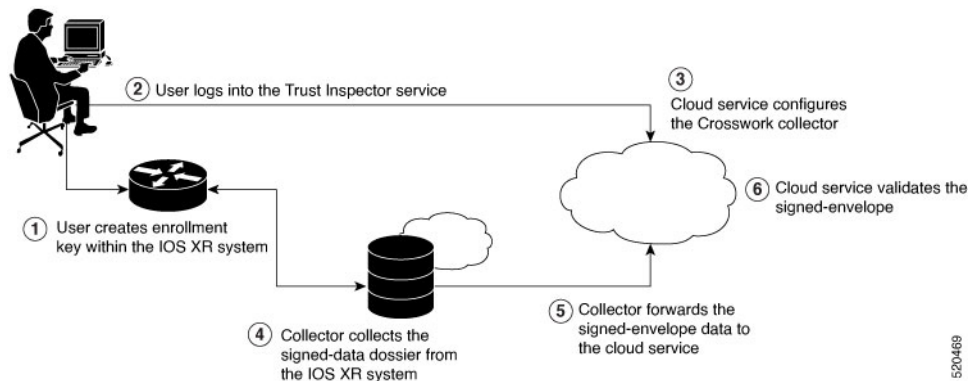 2 User logs into the Trust Inspector service
3
Cloud service configures
the Crosswork collector
6 Cloud service validates the
signed-envelope
1 User creates enrollment
key within the IOS XR system
4 Collector collects the
signed-data dossier from
the IOS XR system
5 Collector forwards the
signed-envelope data to
the cloud service
520469